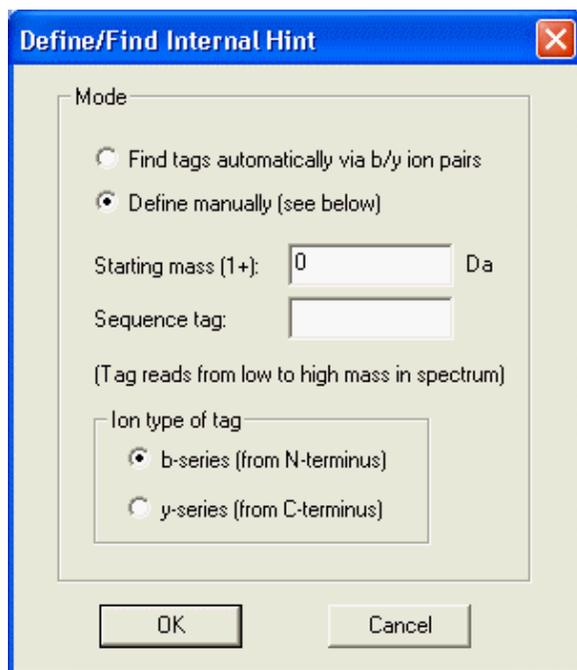 Define/Find Internal Hint
Mode
Find tags automatically via b/y ion pairs
Define manually (see below)
Starting mass (1+): 0 Da
Sequence tag:
(Tag reads from low to high mass in spectrum)
Ion type of tag
b-series (from N-terminus)
y-series (from C-terminus)
OK Cancel